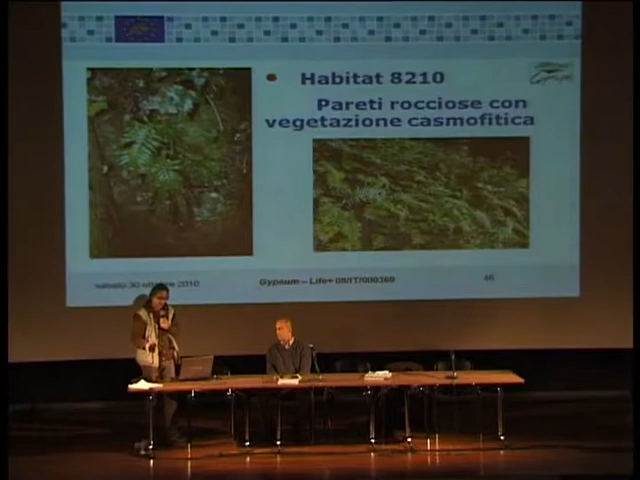 Habitat 8210
Pareti rocciose con
vegetazione casmofitica
sabato 30 ottobre 2010
Gypsum – Life+ 08/IT/000369
46